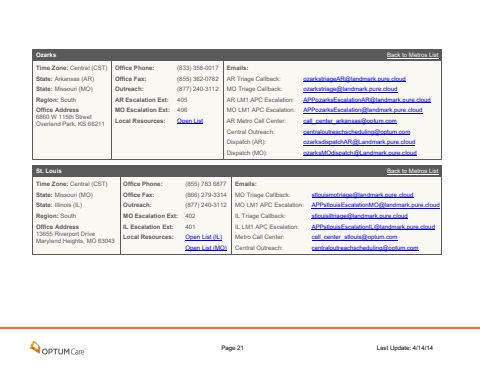 Ozarks Back to Metros List
Time Zone: Central (CST) Office Phone: (833) 358-0017 Emails:
State: Arkansas (AR) Office Fax: (855) 362-0782 AR Triage Callback: ozarkstriageAR@landmark.pure.cloud
State: Missouri (MO) Outreach: (877) 240-3112 MO Triage Callback: ozarkstriage@landmark.pure.cloud
Region: South AR Escalation Ext: 405 AR LM1 APC Escalation: APPozarksEscalationAR@landmark.pure.cloud
Office Address MO Escalation Ext: 406 MO LM1 APC Escalation: APPozarksEscalation@landmark.pure.cloud
6860 W 115th Street Local Resources: Open List AR Metro Call Center: call_center_arkansas@optum.com
Overland Park, KS 66211
Central Outreach: centraloutreachscheduling@optum.com
Dispatch (AR): ozarksdispatchAR@Landmark.pure.cloud
Dispatch (MO): ozarksMOdispatch@Landmark.pure.cloud
St. Louis Back to Metros List
Time Zone: Central (CST) Office Phone: (855) 783 6877 Emails:
State: Missouri (MO) Office Fax: (866) 279-3314 MO Triage Callback: stlouismotriage@landmark.pure.cloud
State: Illinois (IL) Outreach: (877) 240-3112 MO LM1 APC Escalation: APPstlouisEscalationMO@landmark.pure.cloud
Region: South MO Escalation Ext: 402 IL Triage Callback: stlouisiltriage@landmark.pure.cloud
Office Address IL Escalation Ext: 401 IL LM1 APC Escalation: APPstlouisEscalationIL@landmark.pure.cloud
13655 Riverport Drive Local Resources: Open List (IL) Metro Call Center: call_center_stlouis@optum.com
Maryland Heights, MO 63043
Open List (MO) Central Outreach: centraloutreachscheduling@optum.com
OPTUMCare Page 21 Last Update: 4/14/14